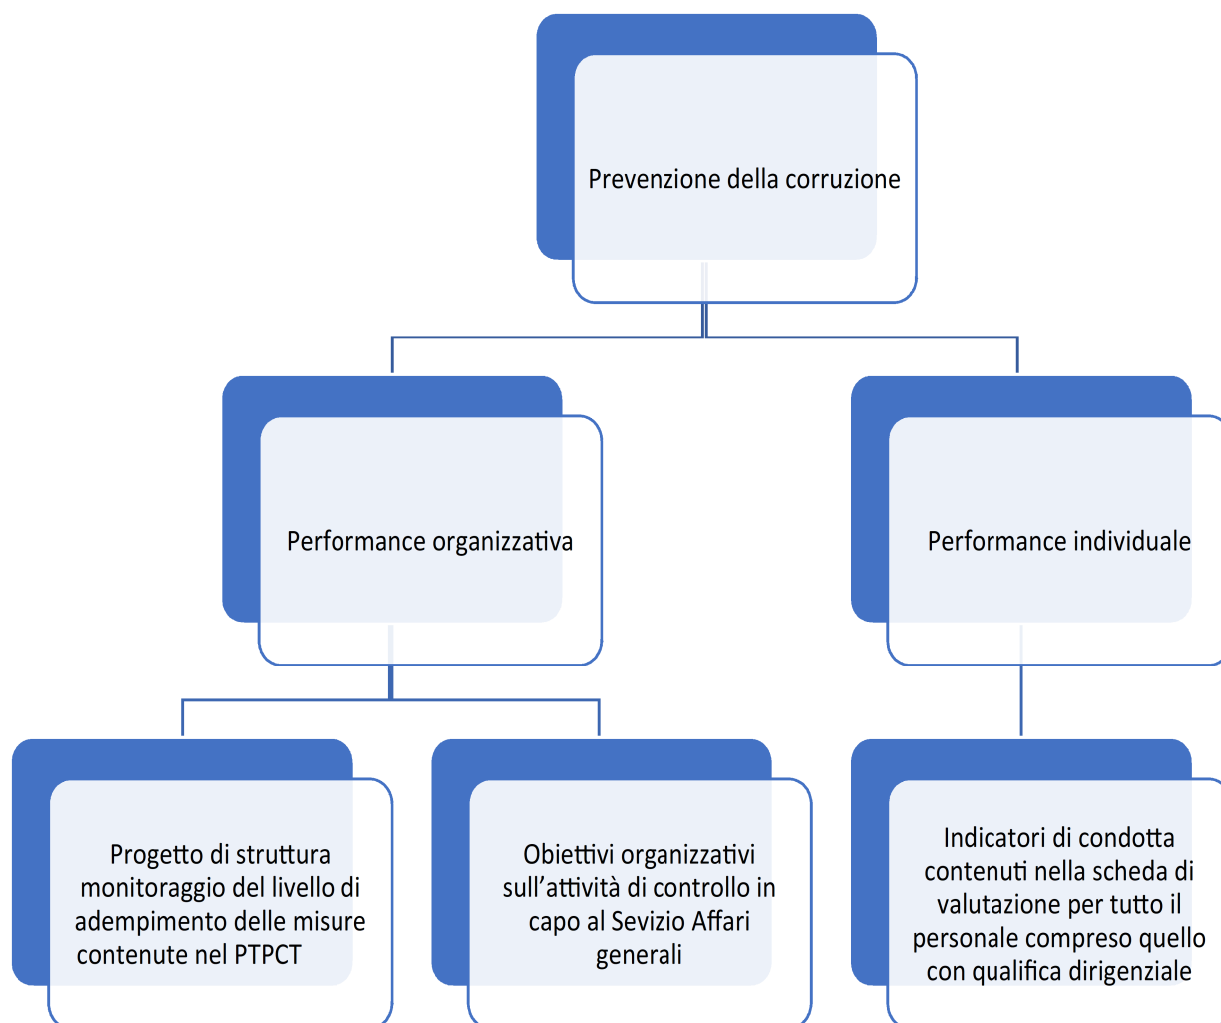 Prevenzione della corruzione
Performance organizzativa
Performance individuale
Progetto di struttura
monitoraggio del livello di
adempimento delle misure
contenute nel PTPCT
Obiettivi organizzativi
sull’attività di controllo in
capo al Sevizio Affari
generali
Indicatori di condotta
contenuti nella scheda di
valutazione per tutto il
personale compreso quello
con qualifica dirigenziale